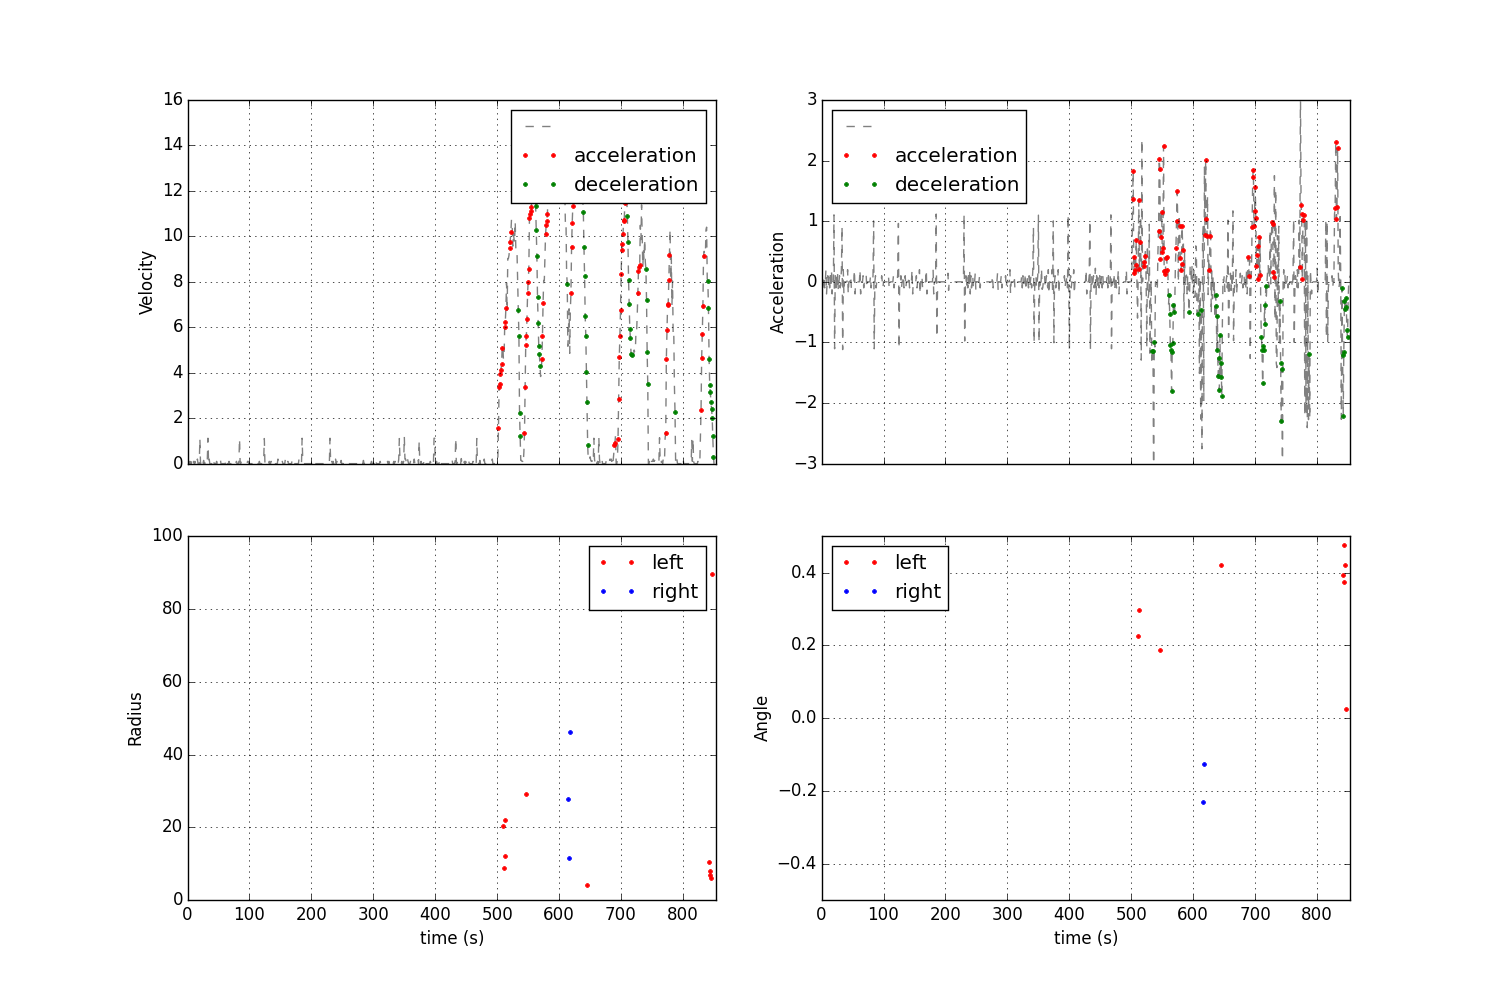 16
14
12
10
8
6
4
2
0
Velocity
acceleration
deceleration
3
2
1
0
−1
−2
−3
Acceleration
acceleration
deceleration
100
80
60
40
20
0
Radius
left
right
0 100 200 300 400 500 600 700 800
time (s)
0.4
0.2
0.0
−0.2
−0.4
Angle
left
right
0 100 200 300 400 500 600 700 800
time (s)